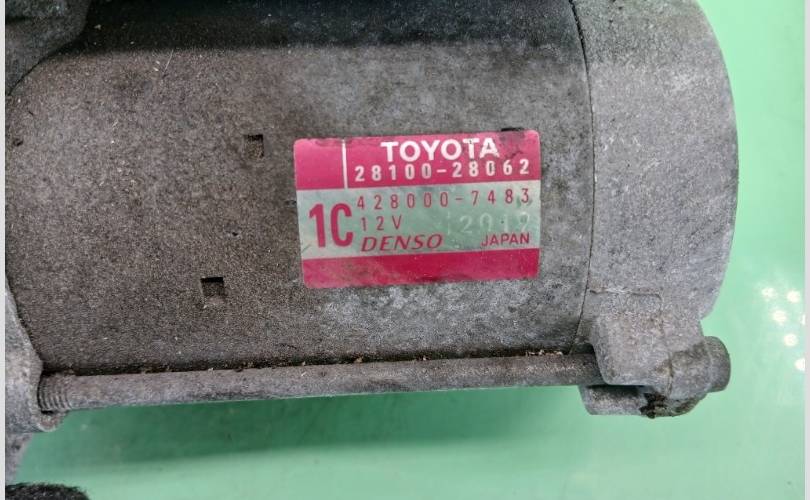 TOYOTA
28100-28062
1C
428000-7483
12V
DENSO JAPAN